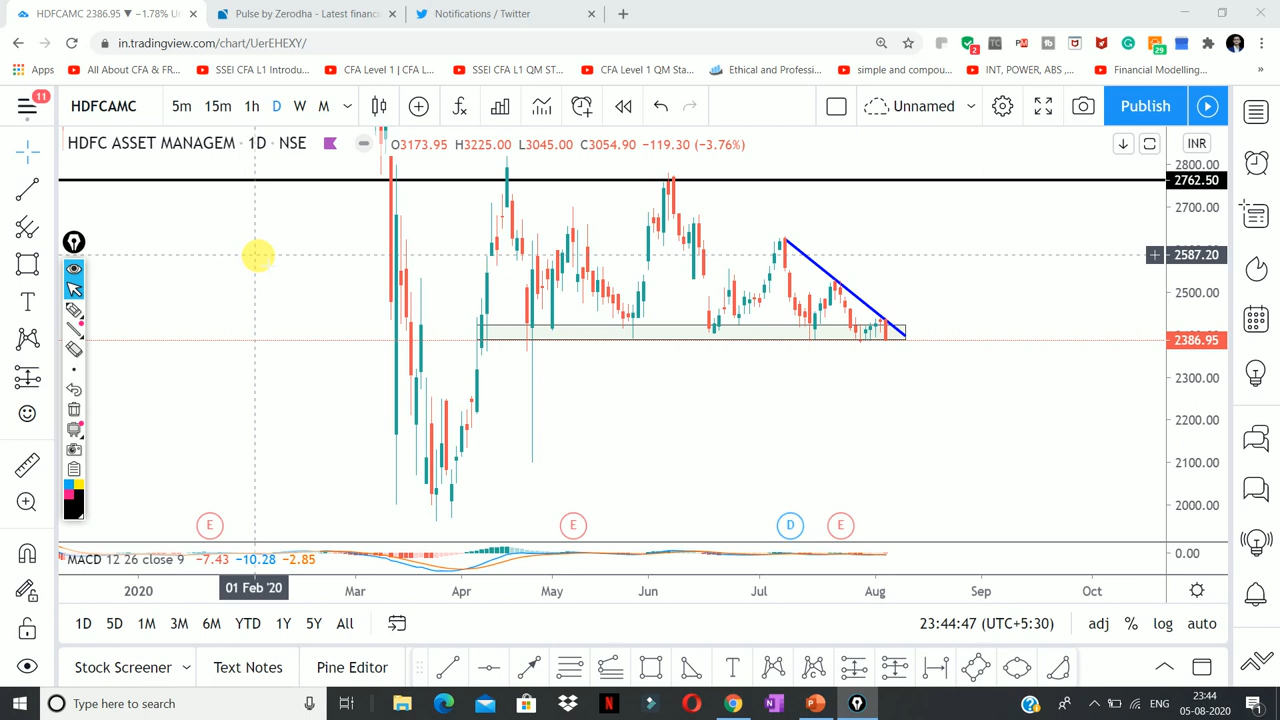 HDFCAMC 2386.95 ▼ −1.78% Un
Pulse by Zerodha - Latest financi
Notifications / Twitter
in.tradingview.com/chart/UerEHEXY/
2
29
Apps
All About CFA & FR...
SSEI CFA L1 Introdu...
CFA Level 1 | CFA L...
SSEI CFA L1 QM ST...
CFA Level 1 QM Sta...
Ethical and Professi...
simple and compou...
INT, POWER, ABS ,...
Financial Modelling...
»
11
HDFCAMC
5m 15m 1h D W M
Unnamed
Publish
HDFC ASSET MANAGEM · 1D · NSE
O3173.95 H3225.00 L3045.00 C3054.90 −119.30 (−3.76%)
INR
2800.00
2762.50
2700.00
2587.20
2500.00
2386.95
2300.00
2200.00
2100.00
2000.00
E
E
D
E
MACD 12 26 close 9 −7.43 −10.28 −2.85
0.00
2020
01 Feb '20
Mar
Apr
May
Jun
Jul
Aug
Sep
Oct
1D 5D 1M 3M 6M YTD 1Y 5Y All
23:44:47 (UTC+5:30)
adj % log auto
Stock Screener
Text Notes
Pine Editor
Type here to search
ENG
23:44
05-08-2020
1